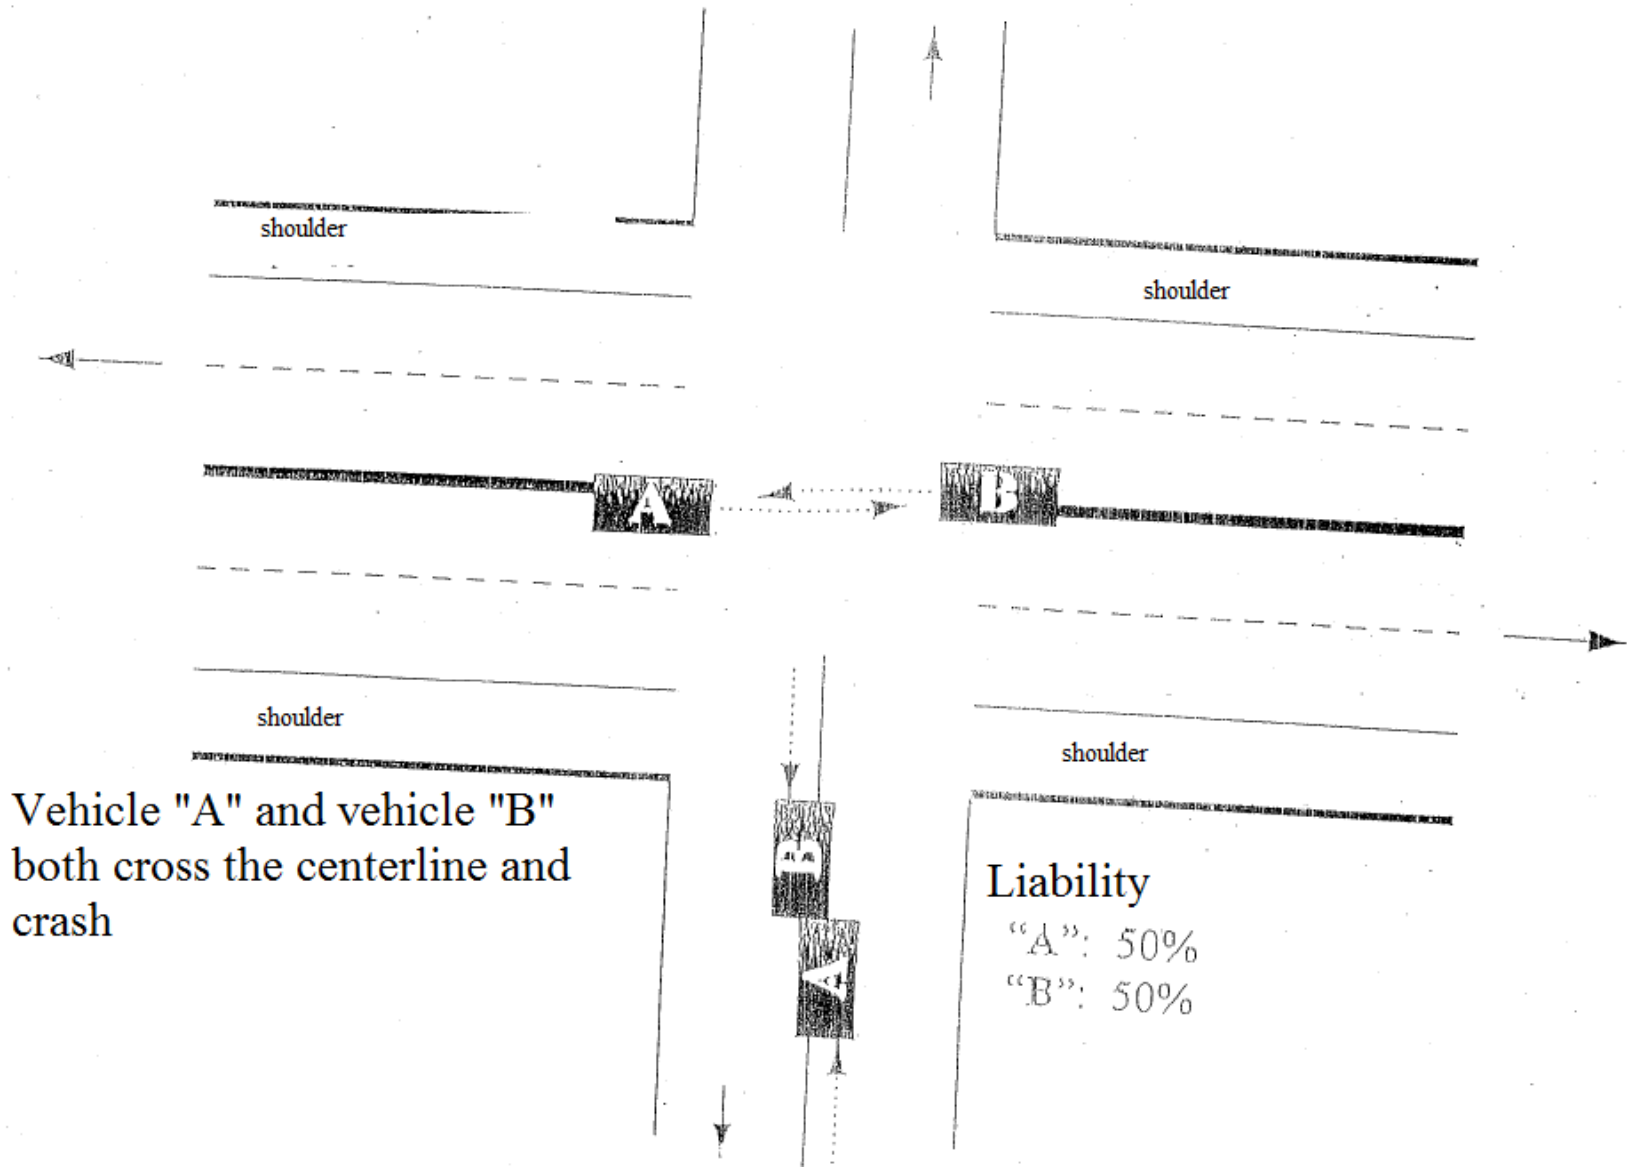 shoulder
shoulder
A
B
shoulder
shoulder
B
A
Vehicle "A" and vehicle "B"
both cross the centerline and
crash
Liability
“A”: 50%
“B”: 50%